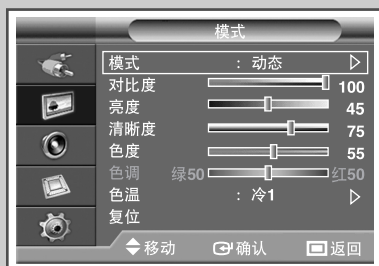 模式
模式 : 动态
对比度 100
亮度 45
清晰度 75
色度 55
色调 绿50 红50
色温 : 冷1
复位
移动 确认 返回